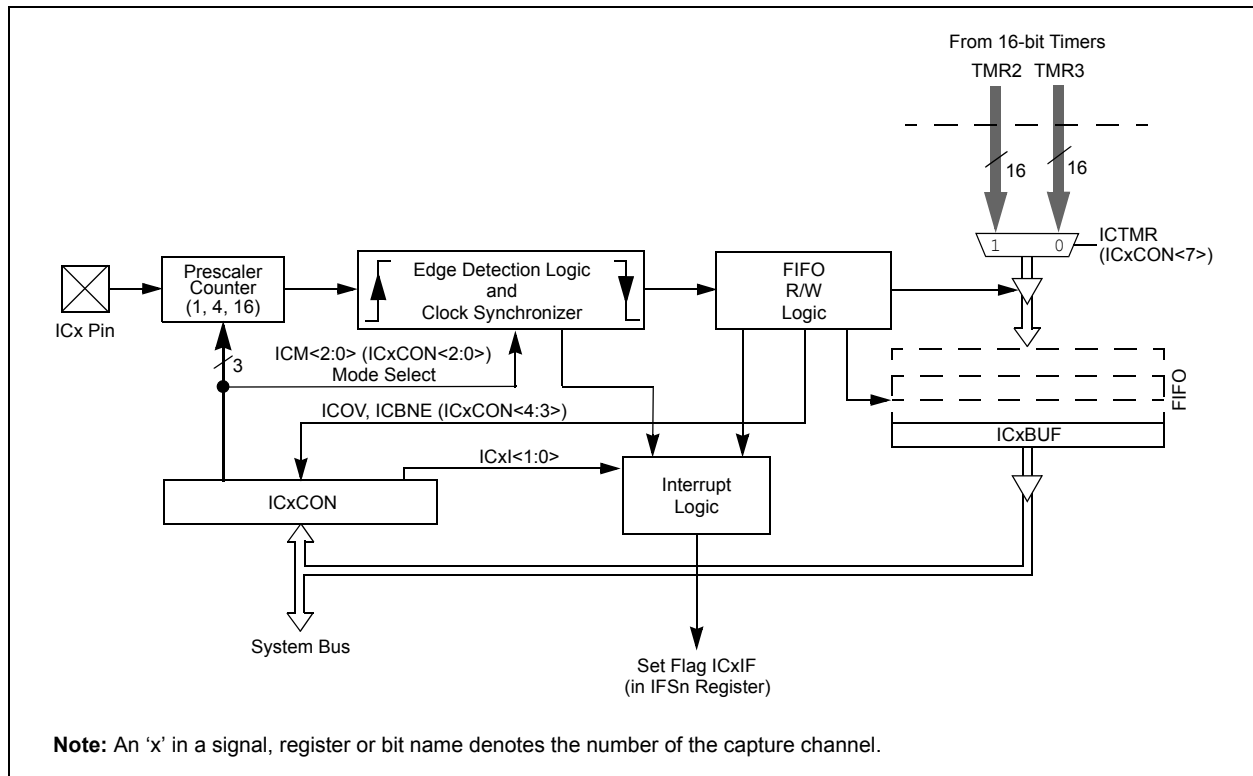 From 16-bit Timers
TMR2 TMR3
16 16
1 0
ICTMR
(ICxCON<7>)
Prescaler
Counter
(1, 4, 16)
Edge Detection Logic
and
Clock Synchronizer
FIFO
R/W
Logic
ICx Pin
3
ICM<2:0> (ICxCON<2:0>)
Mode Select
FIFO
ICOV, ICBNE (ICxCON<4:3>)
ICxBUF
ICxI<1:0>
Interrupt
Logic
ICxCON
System Bus
Set Flag ICxIF
(in IFSn Register)
Note: An ‘x’ in a signal, register or bit name denotes the number of the capture channel.